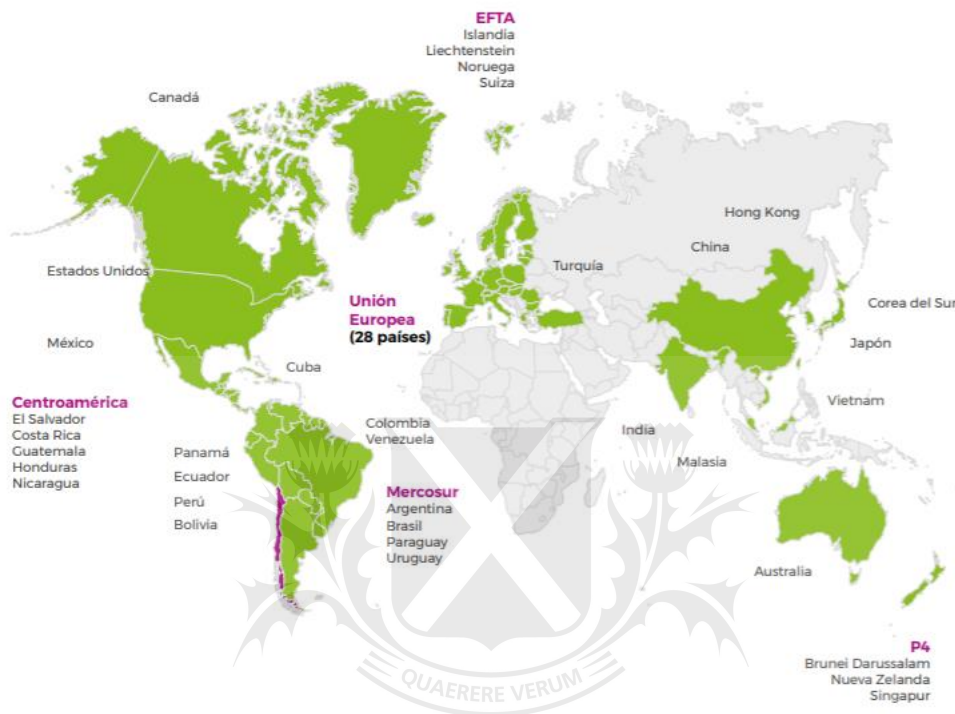 EFTA
Islandia
Liechtenstein
Noruega
Suiza
Canadá
Hong Kong
China
Turquía
Estados Unidos
Unión
Europea
(28 países)
Corea del Sur
México
Japón
Cuba
Centroamérica
El Salvador
Costa Rica
Guatemala
Honduras
Nicaragua
Vietnam
Colombia
Venezuela
India
Panamá
Malasia
Ecuador
Perú
Bolivia
Mercosur
Argentina
Brasil
Paraguay
Uruguay
Australia
P4
Brunei Darussalam
Nueva Zelanda
Singapur
QUAERERE VERUM